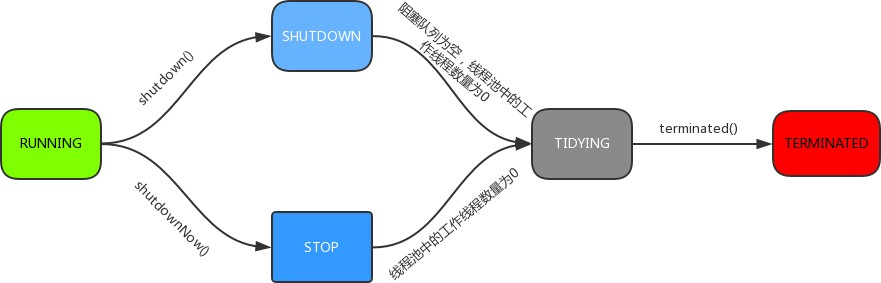 SHUTDOWN
阻塞队列为空，线程池中的工
作线程数量为0
shutdown()
RUNNING
TIDYING
terminated()
TERMINATED
shutdownNow()
线程池中的工作线程数量为0
STOP